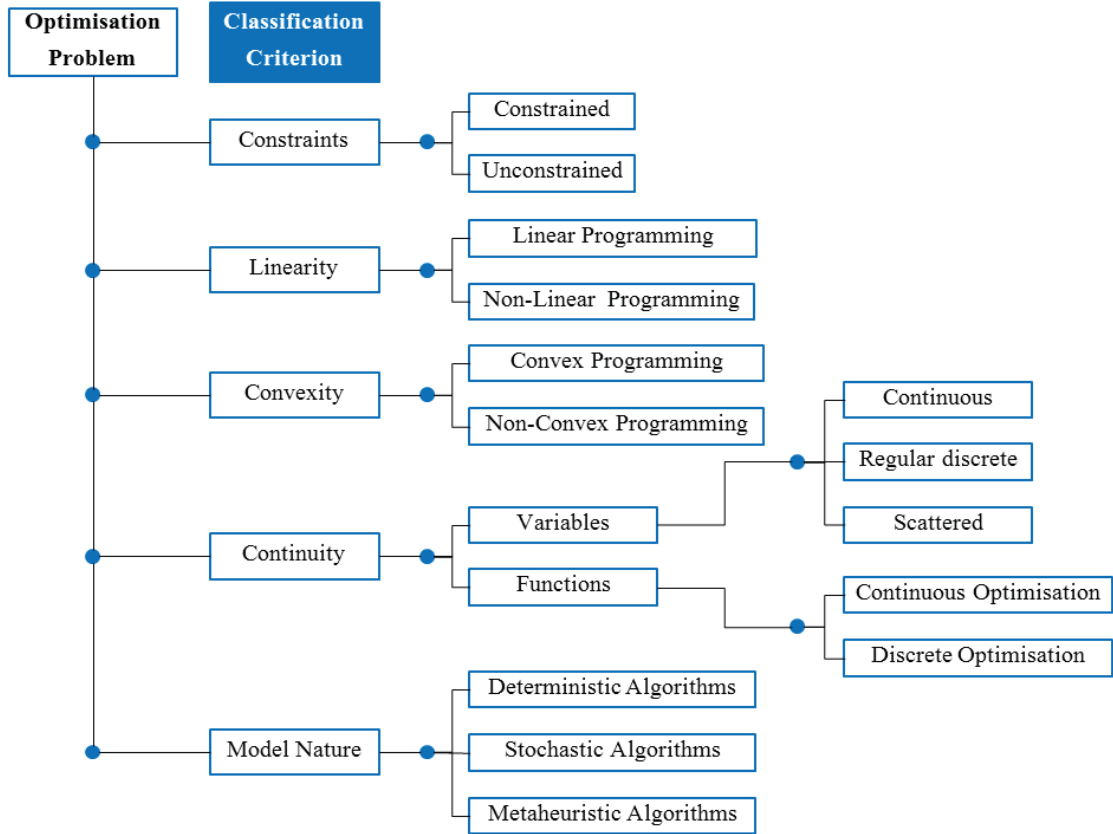 Optimisation
Problem
Classification
Criterion
Constraints
Constrained
Unconstrained
Linearity
Linear Programming
Non-Linear Programming
Convexity
Convex Programming
Non-Convex Programming
Continuity
Variables
Continuous
Regular discrete
Scattered
Functions
Continuous Optimisation
Discrete Optimisation
Model Nature
Deterministic Algorithms
Stochastic Algorithms
Metaheuristic Algorithms